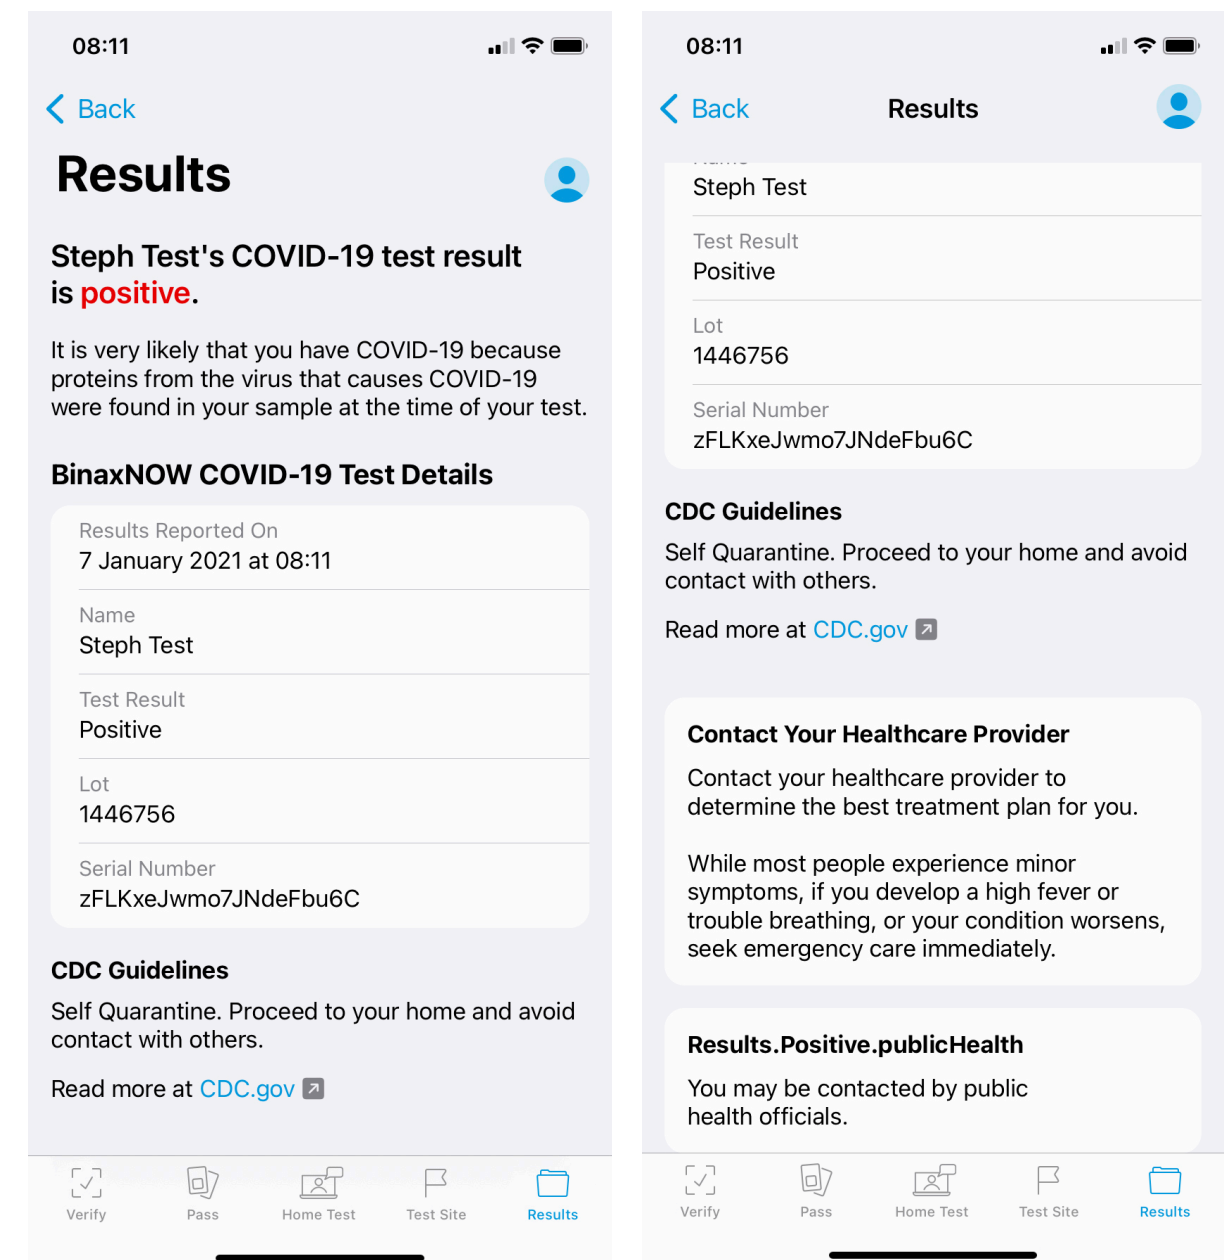 08:11
Back
Results
Steph Test's COVID-19 test result
is positive.
It is very likely that you have COVID-19 because
proteins from the virus that causes COVID-19
were found in your sample at the time of your test.
BinaxNOW COVID-19 Test Details
Results Reported On
7 January 2021 at 08:11
Name
Steph Test
Test Result
Positive
Lot
1446756
Serial Number
zFLKxeJwmo7JNdeFbu6C
CDC Guidelines
Self Quarantine. Proceed to your home and avoid
contact with others.
Read more at CDC.gov
Verify
Pass
Home Test
Test Site
Results
08:11
Back
Results
Name
Steph Test
Test Result
Positive
Lot
1446756
Serial Number
zFLKxeJwmo7JNdeFbu6C
CDC Guidelines
Self Quarantine. Proceed to your home and avoid
contact with others.
Read more at CDC.gov
Contact Your Healthcare Provider
Contact your healthcare provider to
determine the best treatment plan for you.
While most people experience minor
symptoms, if you develop a high fever or
trouble breathing, or your condition worsens,
seek emergency care immediately.
Results.Positive.publicHealth
You may be contacted by public
health officials.
Verify
Pass
Home Test
Test Site
Results